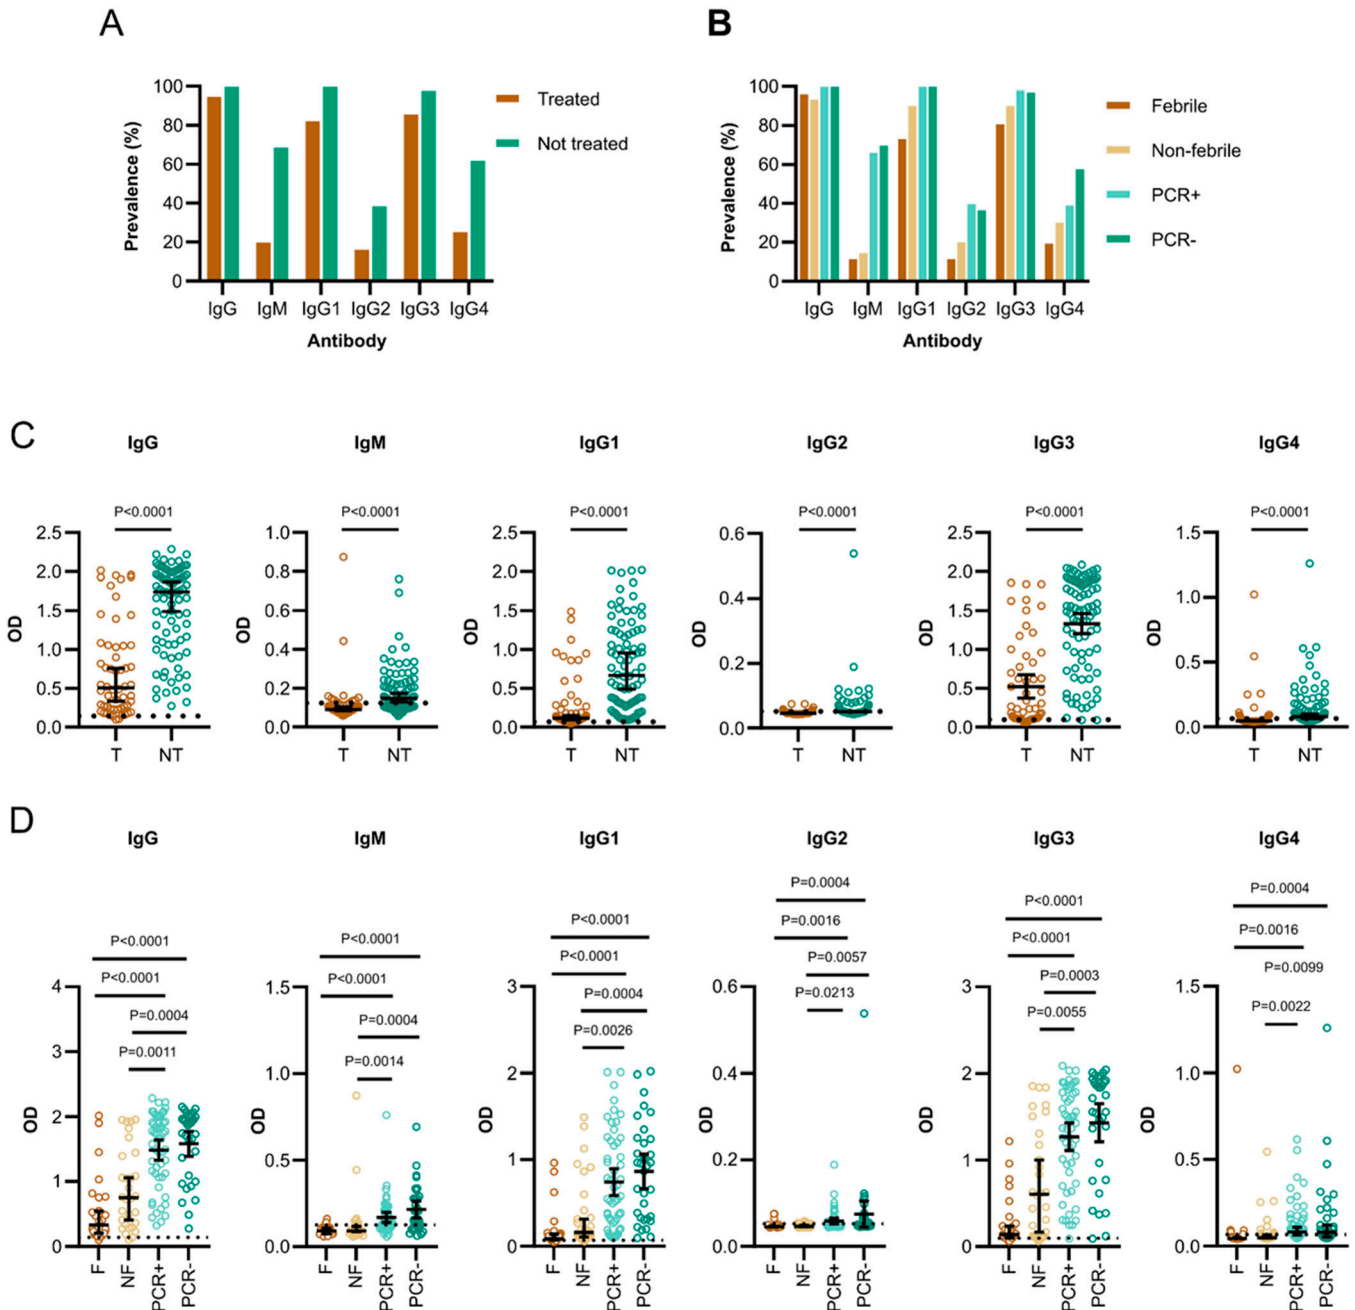 A
B
Prevalence (%)
100
80
60
40
20
0
IgG IgM IgG1 IgG2 IgG3 IgG4
Antibody
Treated
Not treated
Prevalence (%)
100
80
60
40
20
0
IgG IgM IgG1 IgG2 IgG3 IgG4
Antibody
Febrile
Non-febrile
PCR+
PCR-
C
IgG
P<0.0001
OD
2.5
2.0
1.5
1.0
0.5
0.0
T NT
IgM
P<0.0001
OD
1.0
0.8
0.6
0.4
0.2
0.0
T NT
IgG1
P<0.0001
OD
2.5
2.0
1.5
1.0
0.5
0.0
T NT
IgG2
P<0.0001
OD
0.6
0.4
0.2
0.0
T NT
IgG3
P<0.0001
OD
2.5
2.0
1.5
1.0
0.5
0.0
T NT
IgG4
P<0.0001
OD
1.5
1.0
0.5
0.0
T NT
D
IgG
P<0.0001
P<0.0001
P=0.0004
P=0.0011
OD
4
3
2
1
0
F NF PCR+ PCR-
IgM
P<0.0001
P<0.0001
P=0.0004
P=0.0014
OD
1.5
1.0
0.5
0.0
F NF PCR+ PCR-
IgG1
P<0.0001
P<0.0001
P=0.0004
P=0.0026
OD
3
2
1
0
F NF PCR+ PCR-
IgG2
P=0.0004
P=0.0016
P=0.0057
P=0.0213
OD
0.6
0.4
0.2
0.0
F NF PCR+ PCR-
IgG3
P<0.0001
P<0.0001
P=0.0003
P=0.0055
OD
3
2
1
0
F NF PCR+ PCR-
IgG4
P=0.0004
P=0.0016
P=0.0099
P=0.0022
OD
1.5
1.0
0.5
0.0
F NF PCR+ PCR-